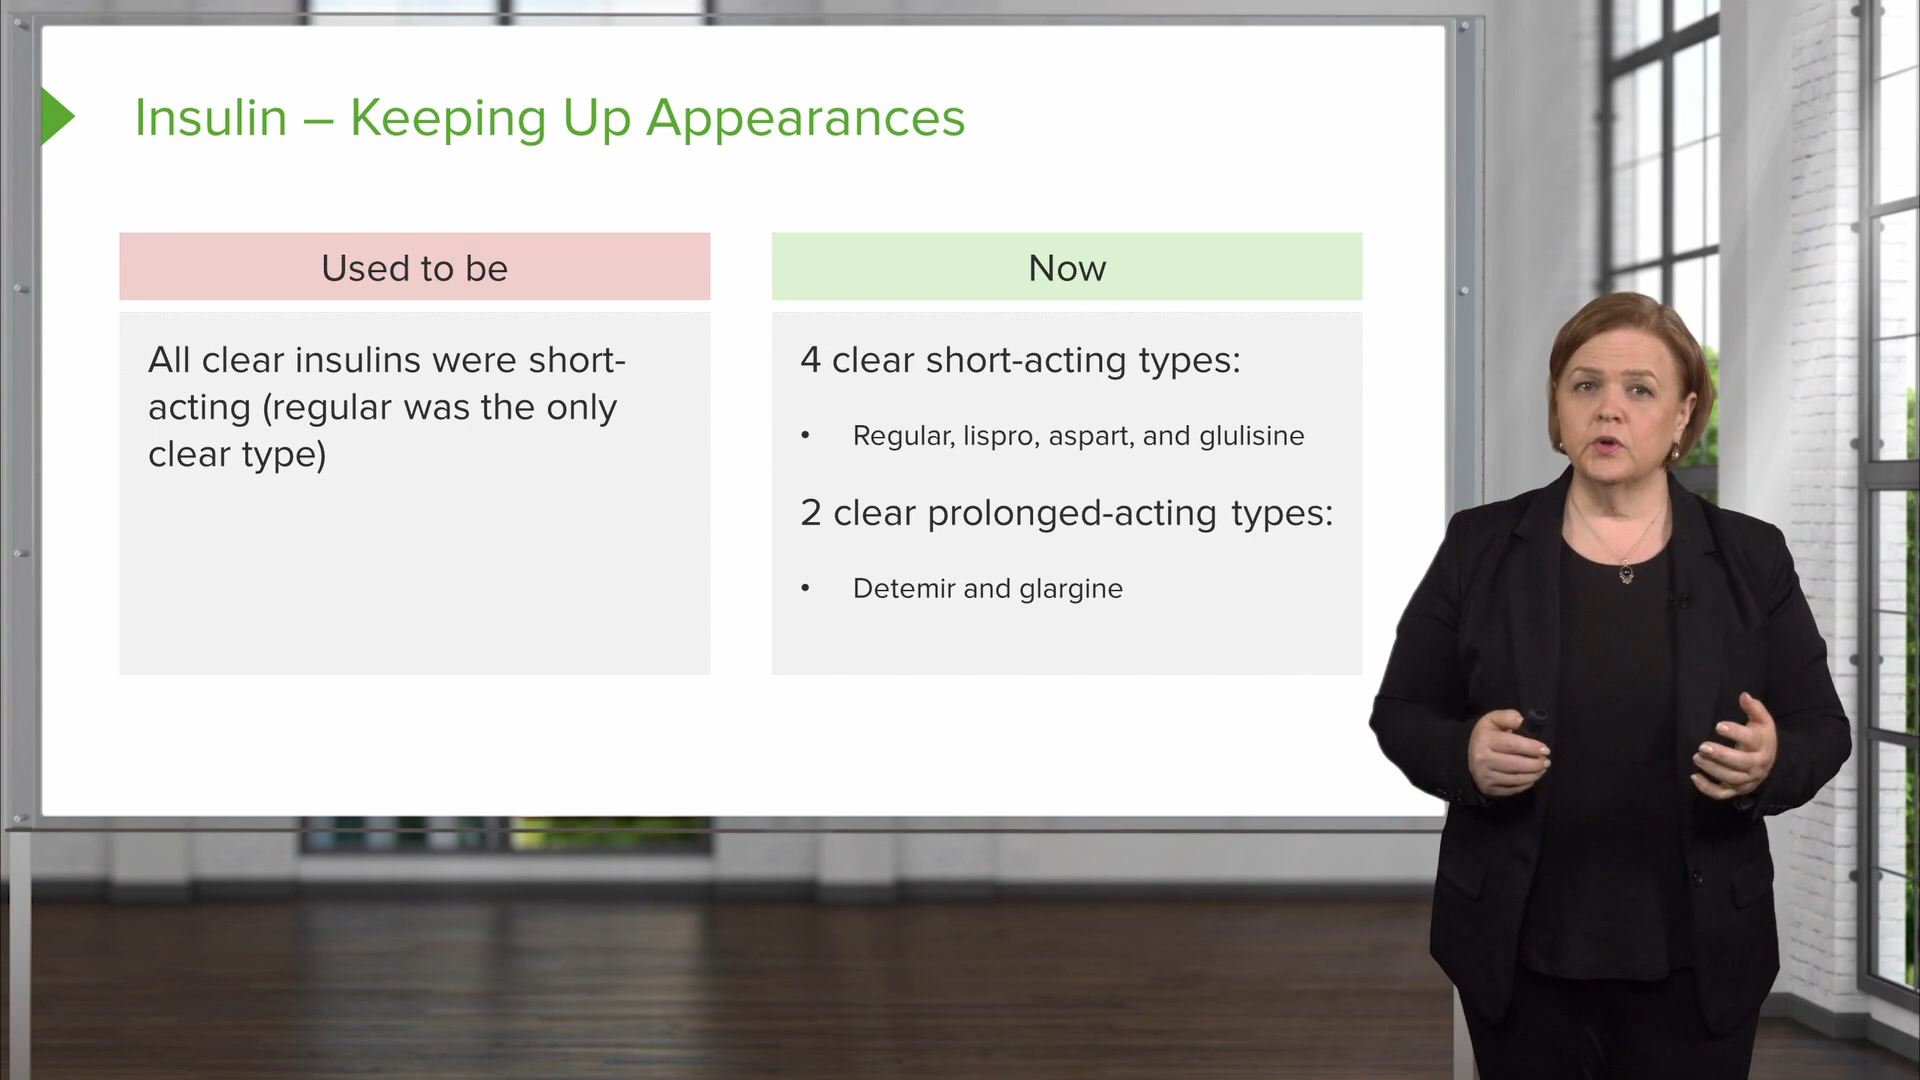 Insulin – Keeping Up Appearances
Used to be
All clear insulins were short-
acting (regular was the only
clear type)
Now
4 clear short-acting types:
• Regular, lispro, aspart, and glulisine
2 clear prolonged-acting types:
• Detemir and glargine